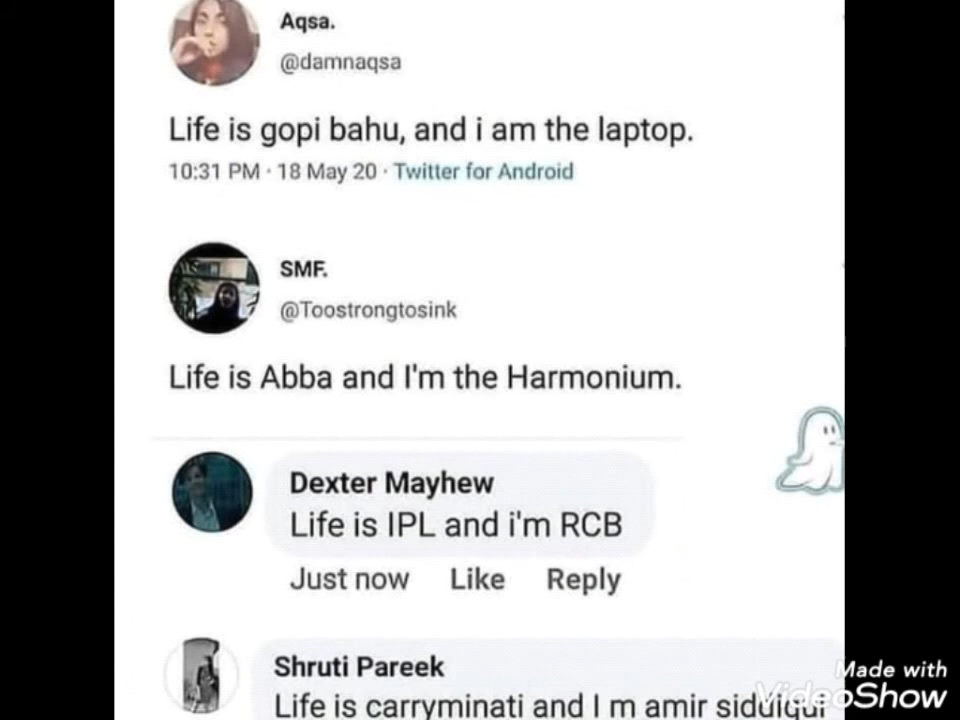 Aqsa.
@damnaqsa
Life is gopi bahu, and i am the laptop.
10:31 PM · 18 May 20 · Twitter for Android
SMF.
@Toostrongtosink
Life is Abba and I'm the Harmonium.
Dexter Mayhew
Life is IPL and i'm RCB
Just now Like Reply
Shruti Pareek
Life is carryminati and I m amir siddiqui
Made with
VideoShow